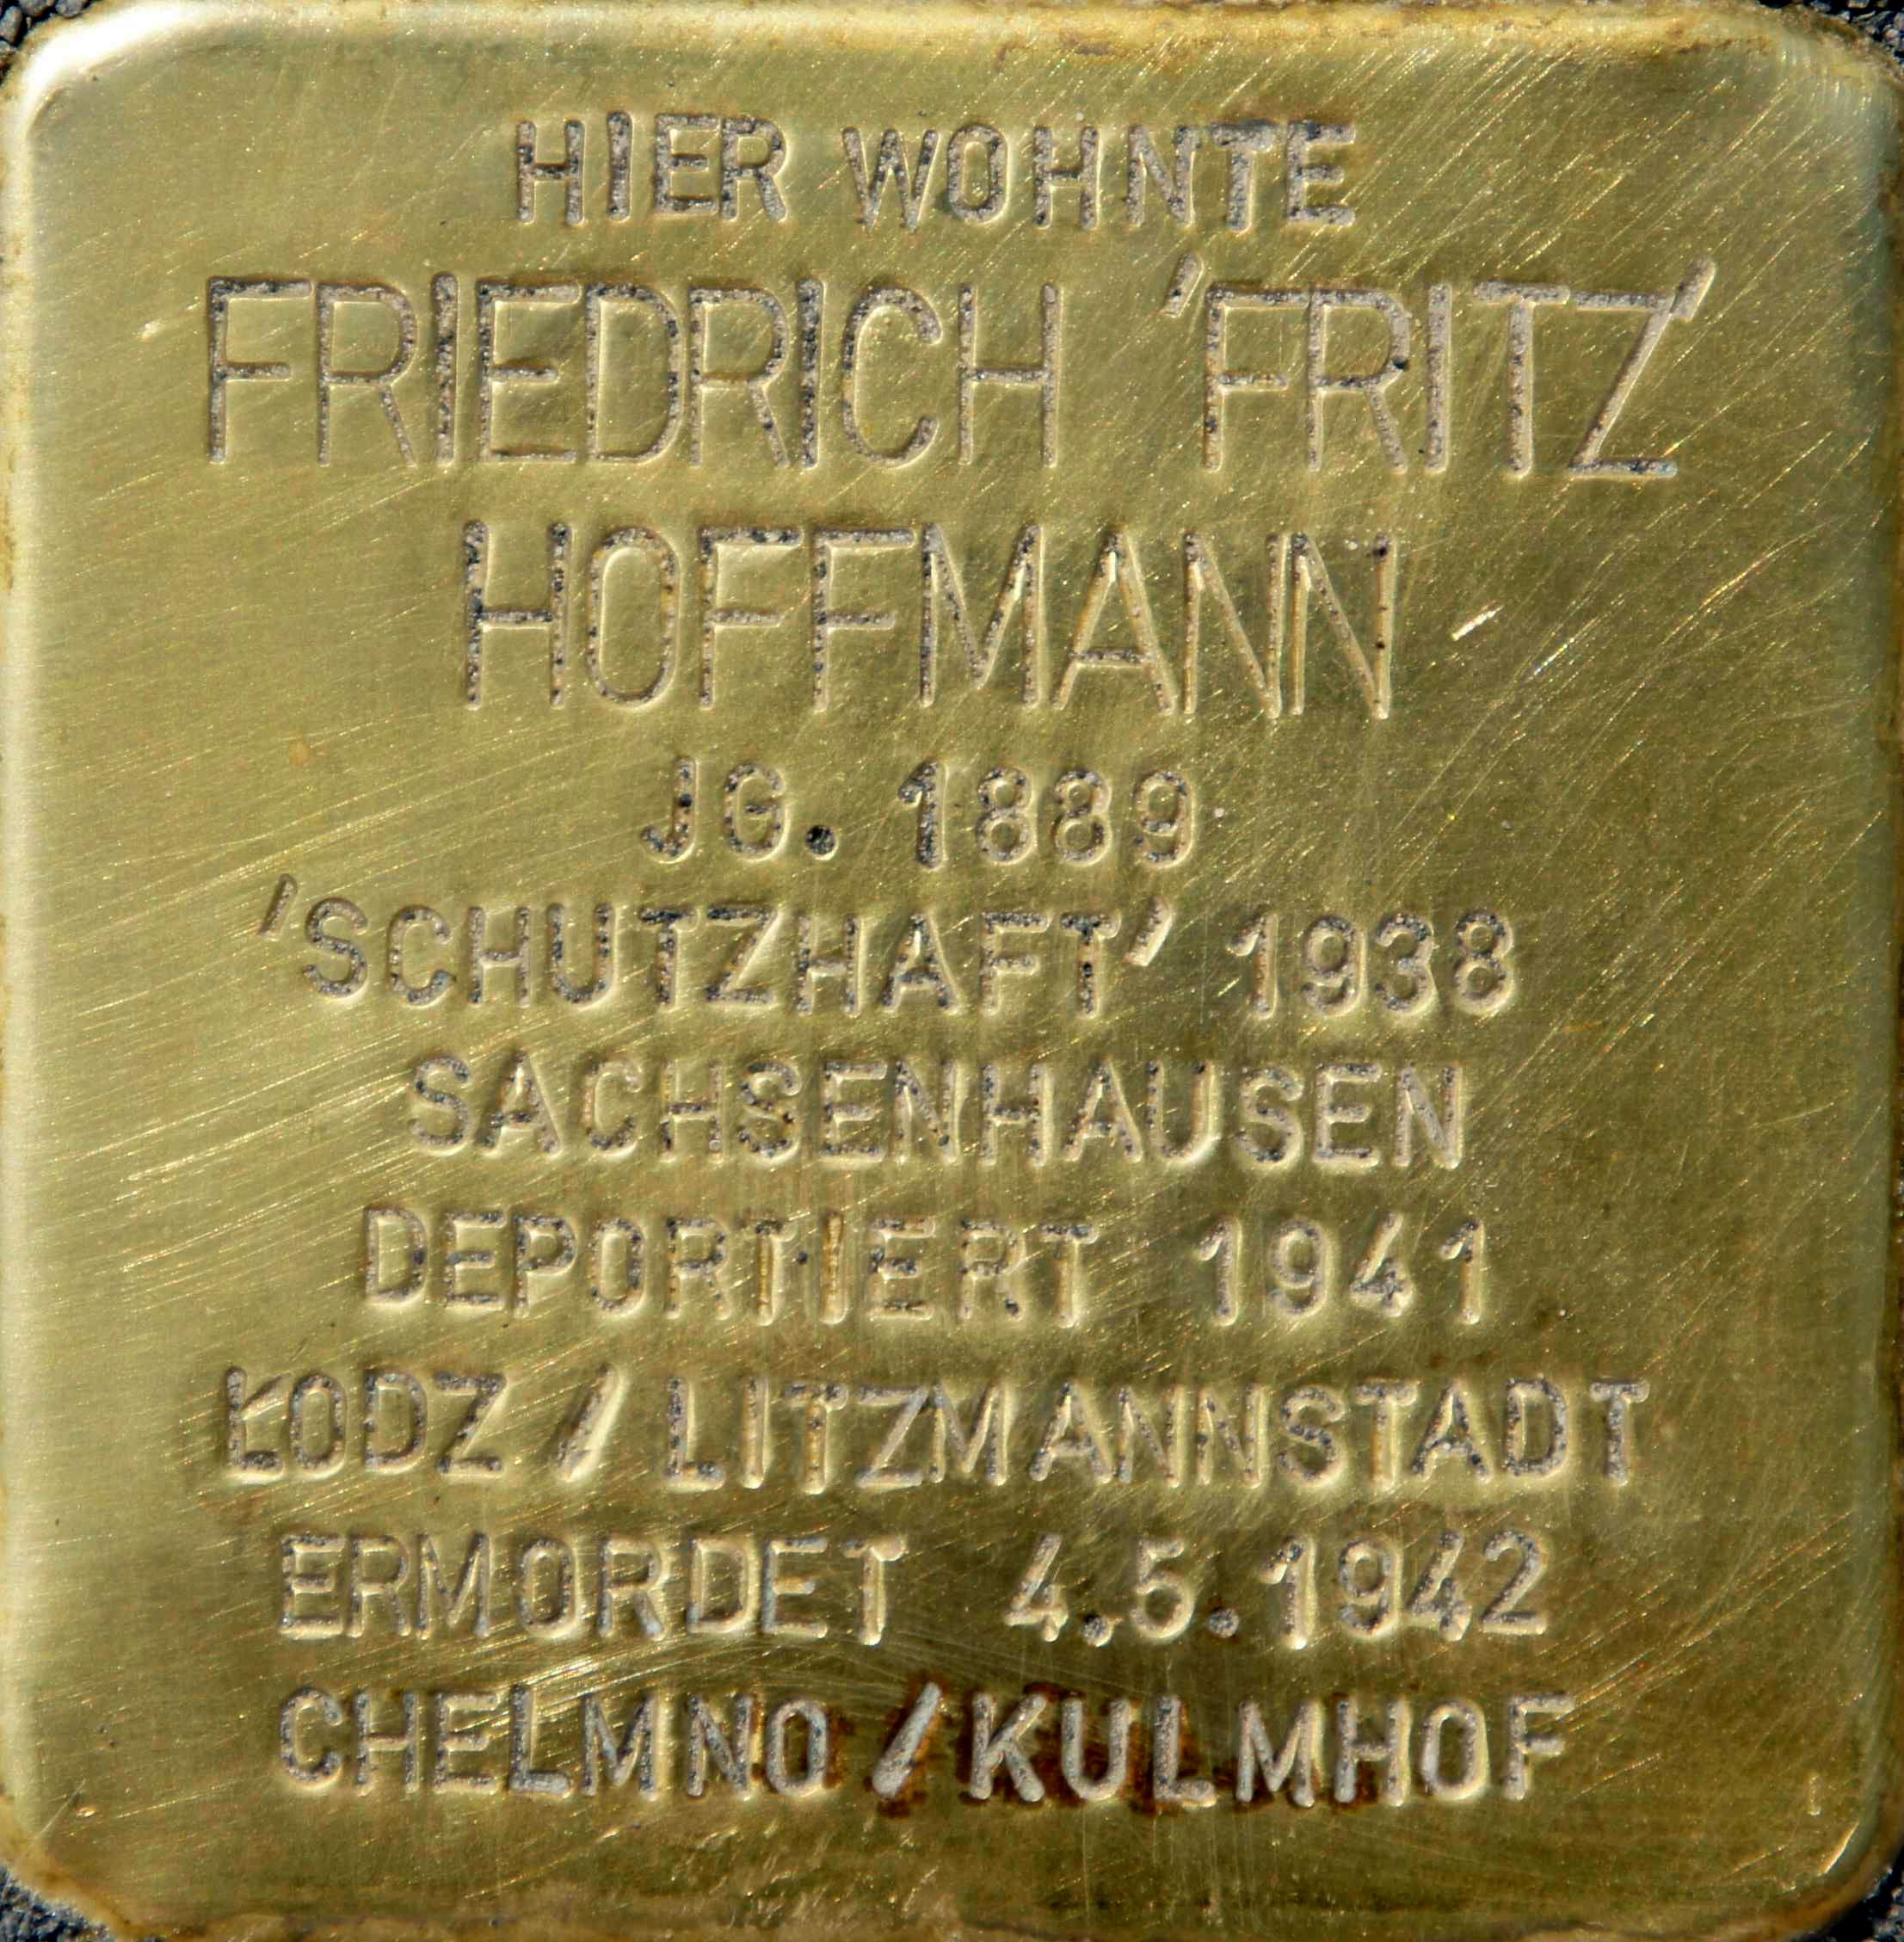 HIER WOHNTE
FRIEDRICH 'FRITZ'
HOFFMANN
JG. 1889
'SCHUTZHAFT' 1938
SACHSENHAUSEN
DEPORTIERT 1941
ŁODZ / LITZMANNSTADT
ERMORDET 4.5.1942
CHELMNO / KULMHOF